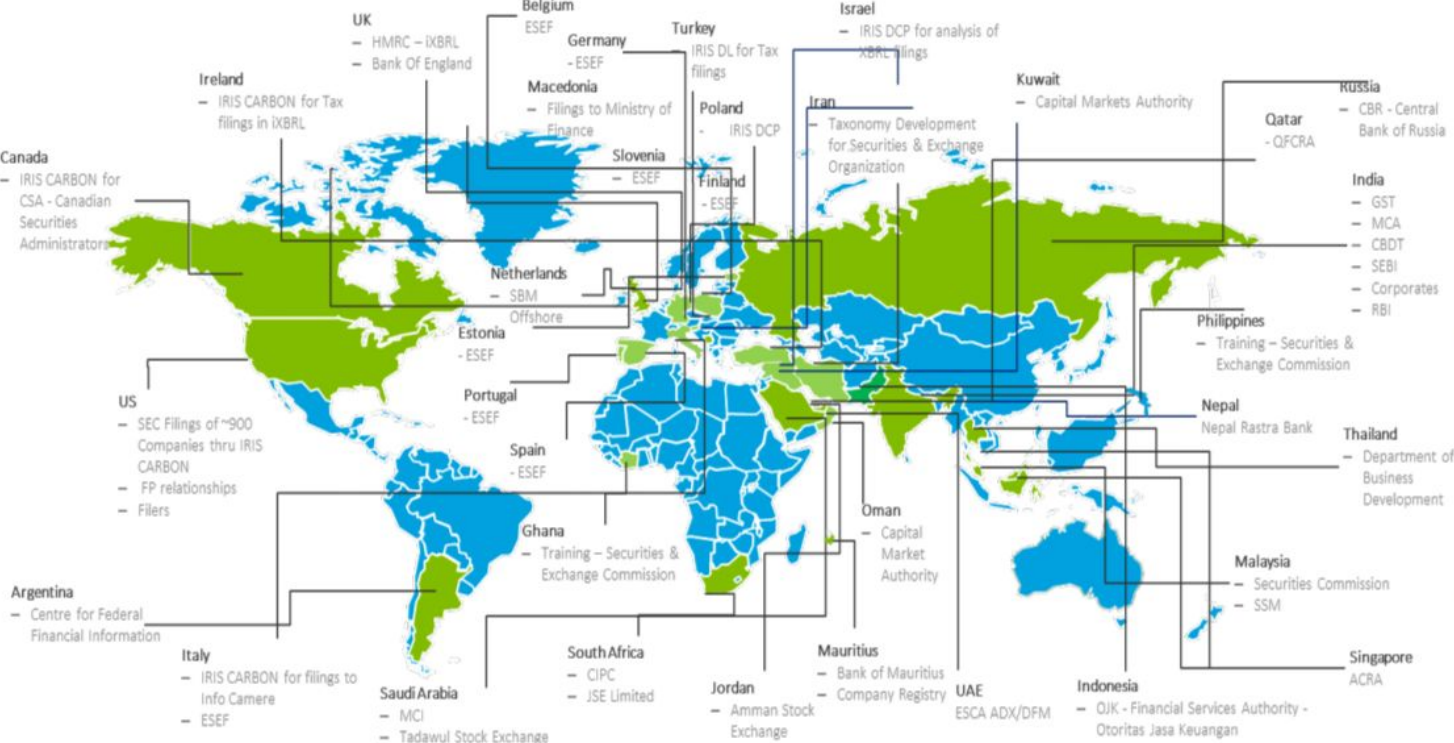 Belgium
ESEF
Israel
– IRIS DCP for analysis of
XBRL filings
UK
– HMRC – iXBRL
– Bank Of England
Germany
- ESEF
Turkey
IRIS DL for Tax
filings
Ireland
– IRIS CARBON for Tax
filings in iXBRL
Macedonia
– Filings to Ministry of
Finance
Poland
- IRIS DCP
Iran
– Taxonomy Development
for Securities & Exchange
Organization
Kuwait
– Capital Markets Authority
Russia
– CBR - Central
Bank of Russia
Qatar
- QFCRA
Canada
– IRIS CARBON for
CSA - Canadian
Securities
Administrators
Slovenia
– ESEF
Finland
- ESEF
India
– GST
– MCA
– CBDT
– SEBI
– Corporates
– RBI
Netherlands
– SBM
Offshore
Estonia
- ESEF
Philippines
– Training – Securities &
Exchange Commission
Portugal
- ESEF
US
– SEC Filings of ~900
Companies thru IRIS
CARBON
– FP relationships
– Filers
Spain
- ESEF
Nepal
Nepal Rastra Bank
Thailand
– Department of
Business
Development
Ghana
– Training – Securities &
Exchange Commission
Oman
– Capital
Market
Authority
Malaysia
– Securities Commission
– SSM
Argentina
– Centre for Federal
Financial Information
Italy
– IRIS CARBON for filings to
Info Camere
– ESEF
Saudi Arabia
– MCI
– Tadawul Stock Exchange
South Africa
– CIPC
– JSE Limited
Jordan
– Amman Stock
Exchange
Mauritius
– Bank of Mauritius
– Company Registry
UAE
ESCA ADX/DFM
Indonesia
– OJK - Financial Services Authority -
Otoritas Jasa Keuangan
Singapore
ACRA